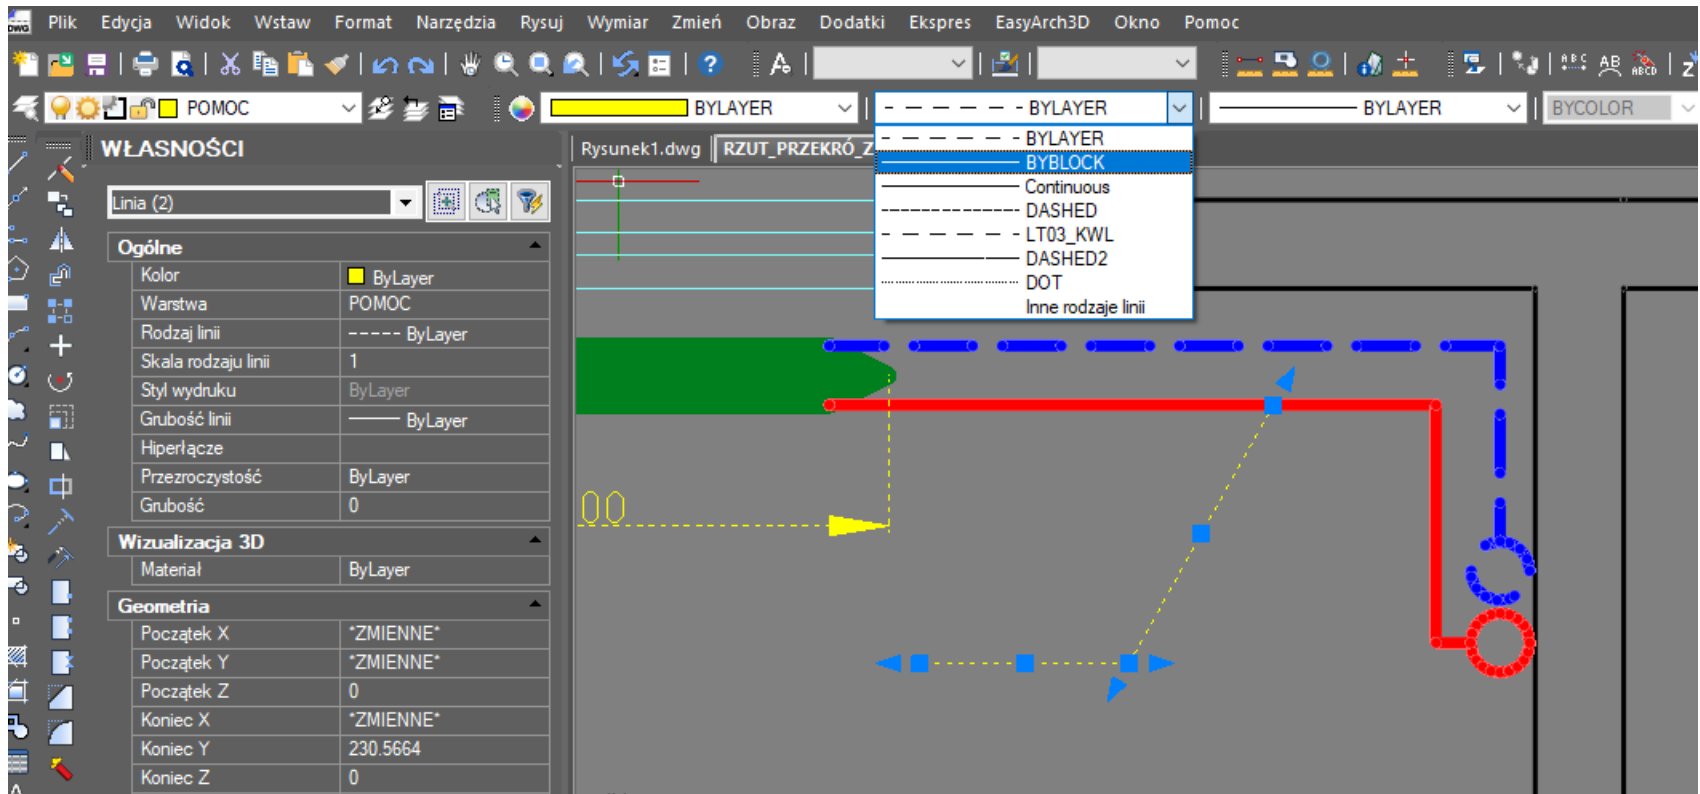 Plik Edycja Widok Wstaw Format Narzędzia Rysuj Wymiar Zmień Obraz Dodatki Ekspres EasyArch3D Okno Pomoc
POMOC BYLAYER BYLAYER BYLAYER BYCOLOR
WŁASNOŚCI
Rysunek1.dwg RZUT_PRZEKRÓ_Z
BYLAYER
BYBLOCK
Continuous
DASHED
LT03_KWL
DASHED2
DOT
Inne rodzaje linii
Linia (2)
Ogólne
Kolor ByLayer
Warstwa POMOC
Rodzaj linii ByLayer
Skala rodzaju linii 1
Styl wydruku ByLayer
Grubość linii ByLayer
Hiperłącze
Przezroczystość ByLayer
Grubość 0
Wizualizacja 3D
Materiał ByLayer
Geometria
Początek X *ZMIENNE*
Początek Y *ZMIENNE*
Początek Z 0
Koniec X *ZMIENNE*
Koniec Y 230.5664
Koniec Z 0
00